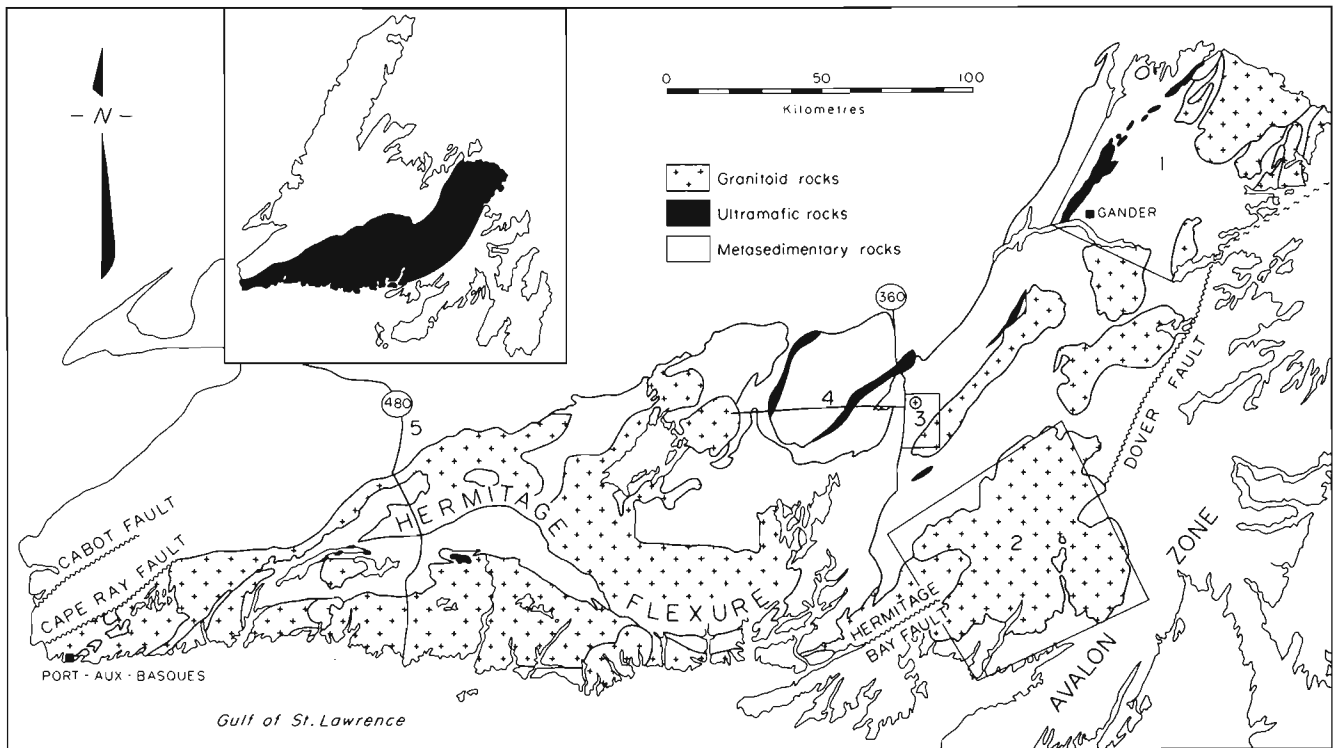 - N -
0 50 100
Kilometres
Granitoid rocks
Ultramafic rocks
Metasedimentary rocks
1
GANDER
360
480
5
4
3
DOVER FAULT
HERMITAGE
FLEXURE
2
CABOT FAULT
CAPE RAY FAULT
PORT-AUX-BASQUES
HERMITAGE
BAY FAULT
AVALON ZONE
Gulf of St. Lawrence